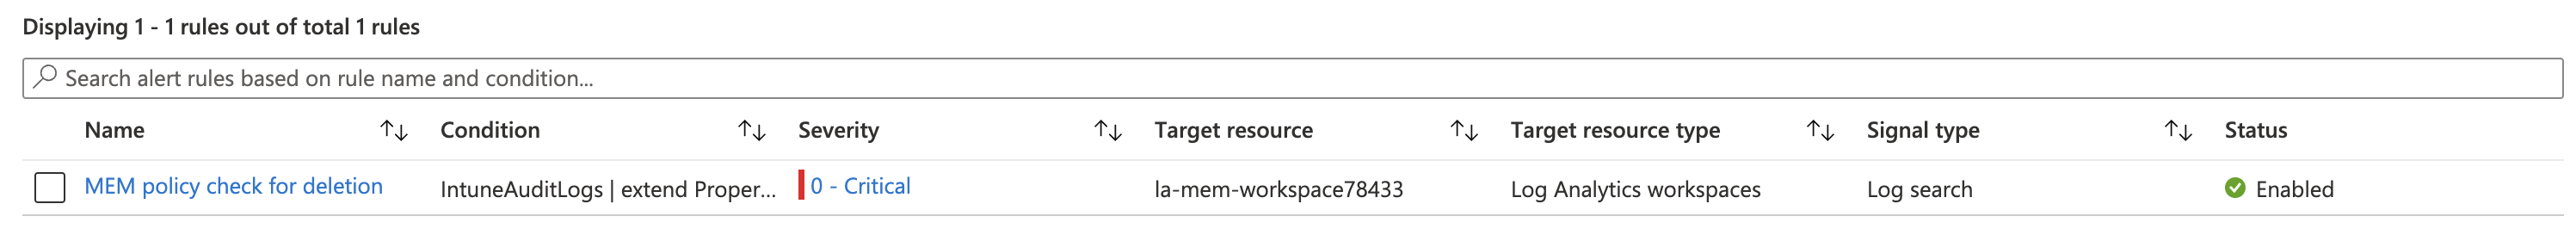 Displaying 1 - 1 rules out of total 1 rules
Search alert rules based on rule name and condition...
Name Condition Severity Target resource Target resource type Signal type Status
MEM policy check for deletion IntuneAuditLogs | extend Proper... 0 - Critical la-mem-workspace78433 Log Analytics workspaces Log search Enabled